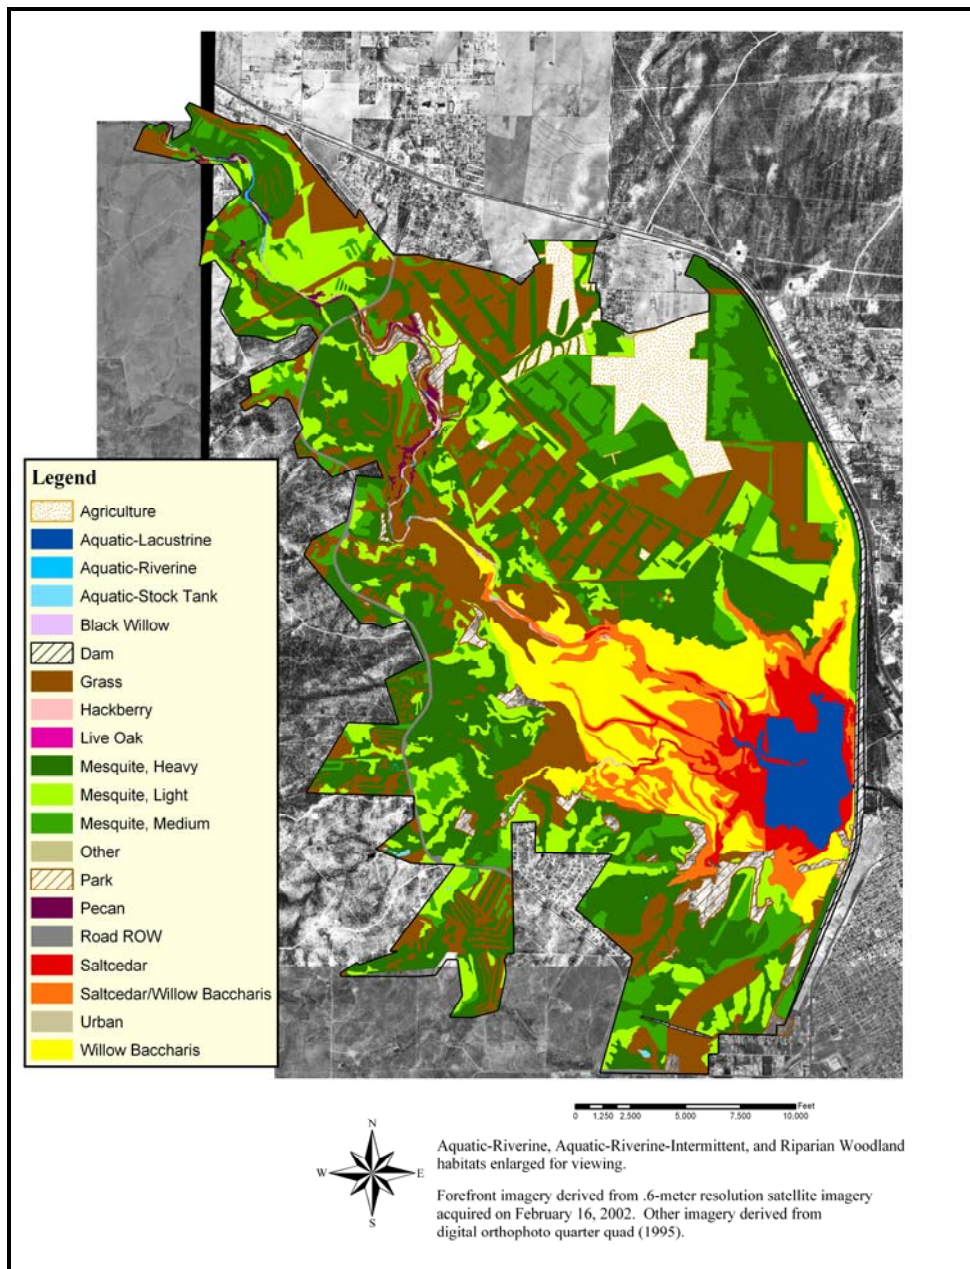 Legend
Agriculture
Aquatic-Lacustrine
Aquatic-Riverine
Aquatic-Stock Tank
Black Willow
Dam
Grass
Hackberry
Live Oak
Mesquite, Heavy
Mesquite, Light
Mesquite, Medium
Other
Park
Pecan
Road ROW
Saltcedar
Saltcedar/Willow Baccharis
Urban
Willow Baccharis
Feet
0 1,250 2,500 5,000 7,500 10,000
N
W E
S
Aquatic-Riverine, Aquatic-Riverine-Intermittent, and Riparian Woodland
habitats enlarged for viewing.
Forefront imagery derived from .6-meter resolution satellite imagery
acquired on February 16, 2002.  Other imagery derived from
digital orthophoto quarter quad (1995).